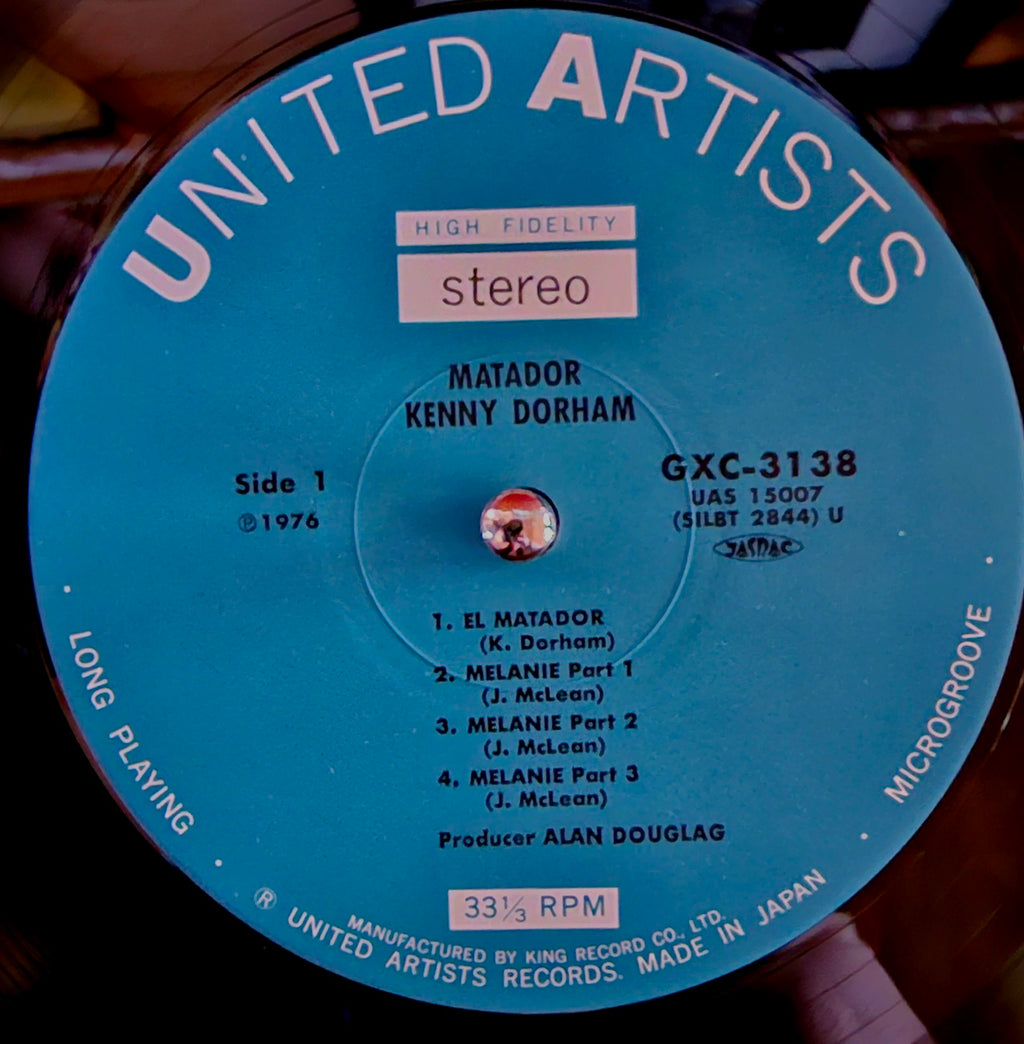 UNITED ARTISTS
HIGH FIDELITY
stereo
MATADOR
KENNY DORHAM
Side 1
Ⓟ1976
GXC-3138
UAS 15007
(SILBT 2844) U
JASRAC
1. EL MATADOR
(K. Dorham)
2. MELANIE Part 1
(J. McLean)
3. MELANIE Part 2
(J. McLean)
4. MELANIE Part 3
(J. McLean)
Producer ALAN DOUGLAG
33⅓ RPM
LONG PLAYING
MICROGROOVE
MANUFACTURED BY KING RECORD CO., LTD.
® UNITED ARTISTS RECORDS. MADE IN JAPAN